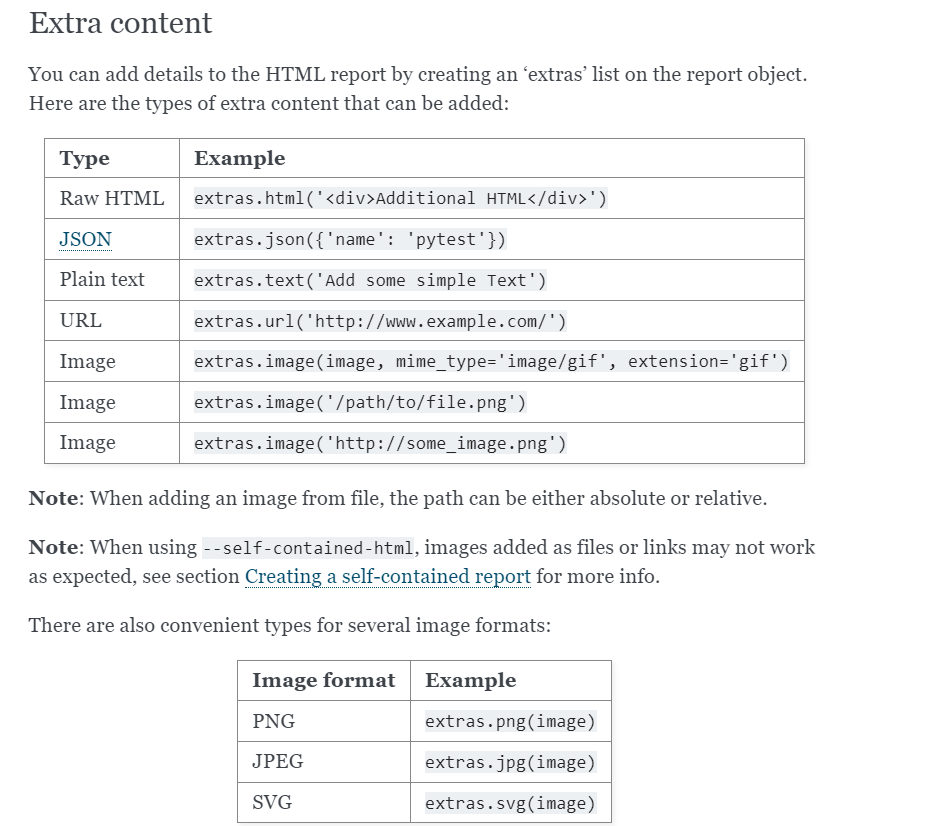 Extra content
You can add details to the HTML report by creating an ‘extras’ list on the report object.
Here are the types of extra content that can be added:
Type Example
Raw HTML extras.html('<div>Additional HTML</div>')
JSON extras.json({'name': 'pytest'})
Plain text extras.text('Add some simple Text')
URL extras.url('http://www.example.com/')
Image extras.image(image, mime_type='image/gif', extension='gif')
Image extras.image('/path/to/file.png')
Image extras.image('http://some_image.png')
Note: When adding an image from file, the path can be either absolute or relative.
Note: When using --self-contained-html, images added as files or links may not work
as expected, see section Creating a self-contained report for more info.
There are also convenient types for several image formats:
Image format Example
PNG extras.png(image)
JPEG extras.jpg(image)
SVG extras.svg(image)